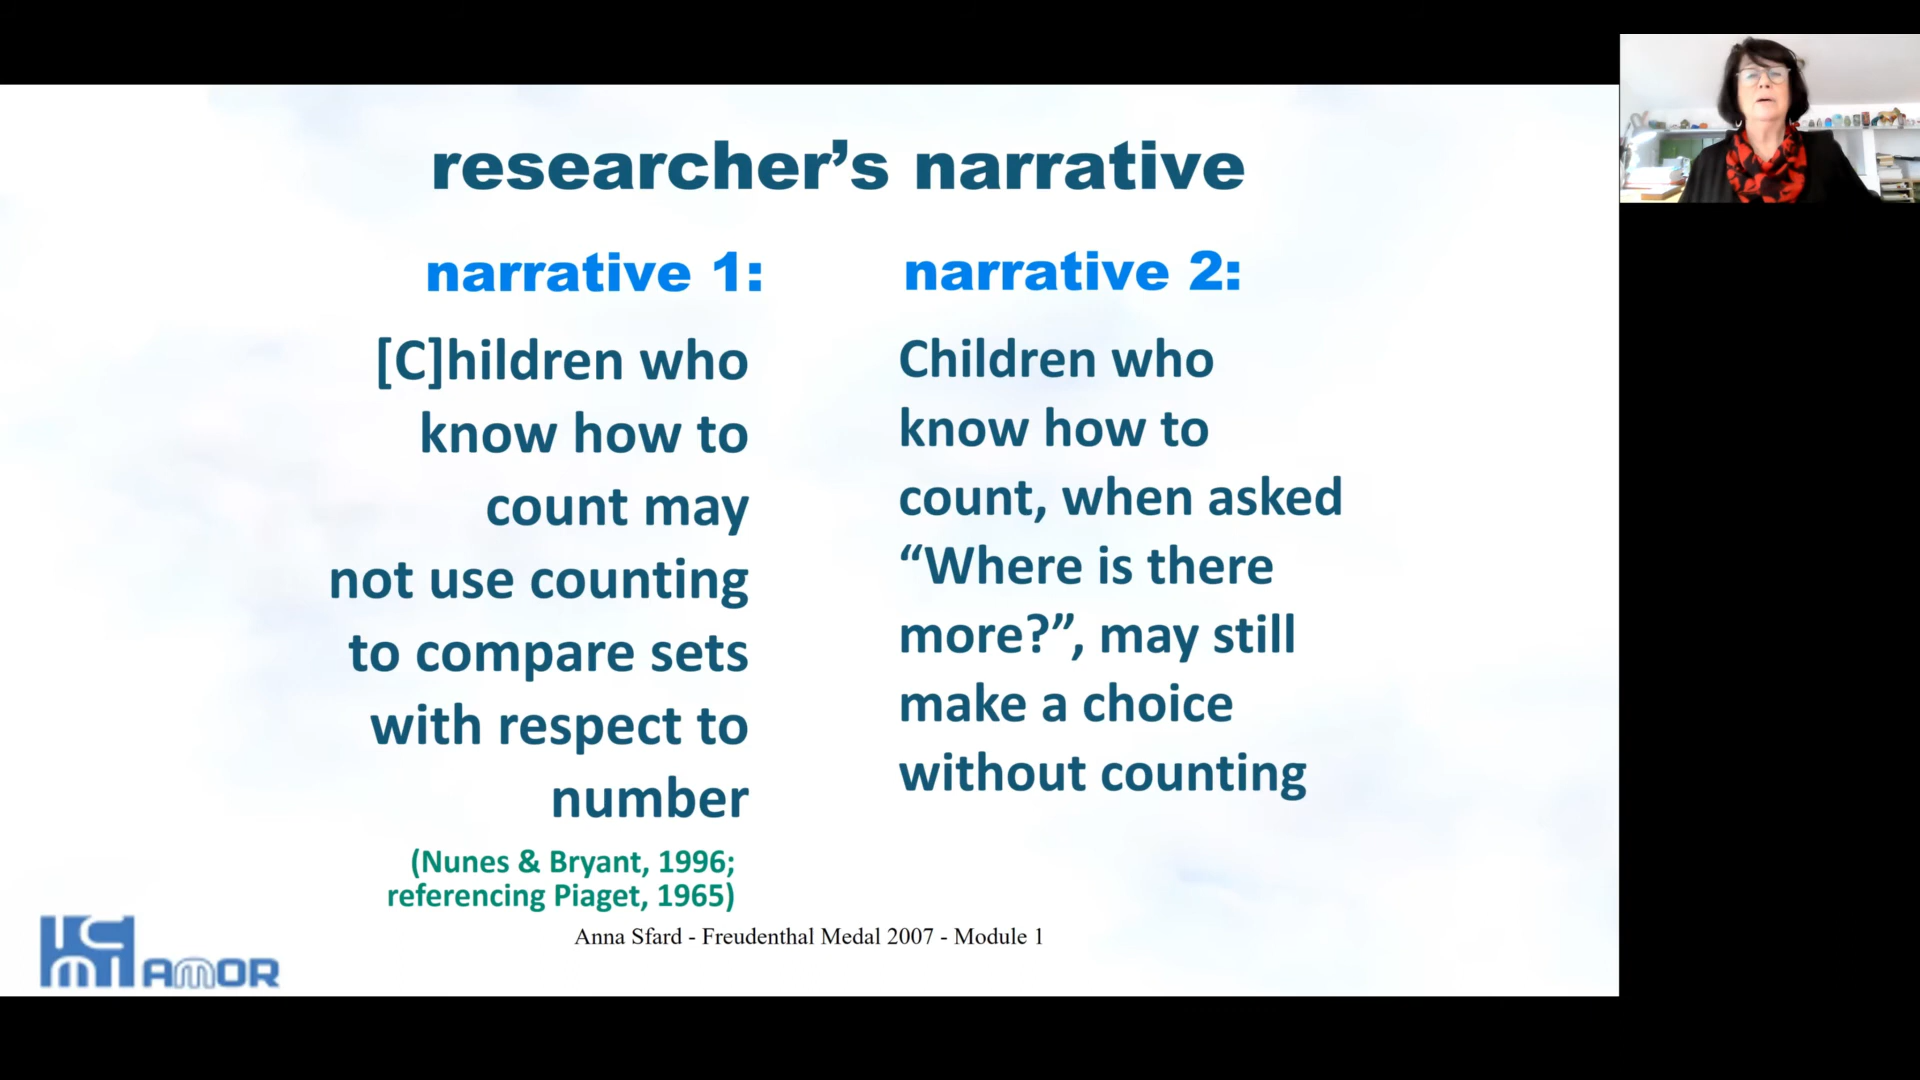 researcher’s narrative
narrative 1:
[C]hildren who
know how to
count may
not use counting
to compare sets
with respect to
number
(Nunes & Bryant, 1996;
referencing Piaget, 1965)
narrative 2:
Children who
know how to
count, when asked
“Where is there
more?”, may still
make a choice
without counting
Anna Sfard - Freudenthal Medal 2007 - Module 1
ICMI AMOR